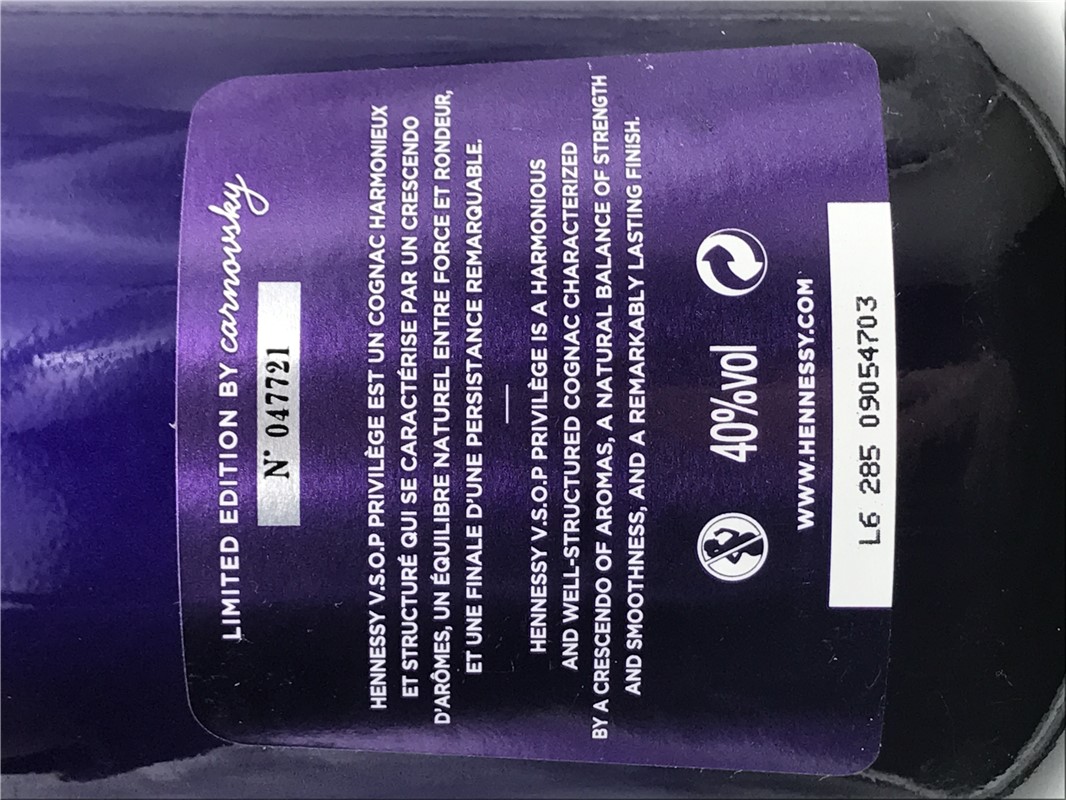 LIMITED EDITION BY carnovsky
N° 047721
HENNESSY V.S.O.P PRIVILÈGE EST UN COGNAC HARMONIEUX
ET STRUCTURÉ QUI SE CARACTÉRISE PAR UN CRESCENDO
D'ARÔMES, UN ÉQUILIBRE NATUREL ENTRE FORCE ET RONDEUR,
ET UNE FINALE D'UNE PERSISTANCE REMARQUABLE.
HENNESSY V.S.O.P PRIVILÈGE IS A HARMONIOUS
AND WELL-STRUCTURED COGNAC CHARACTERIZED
BY A CRESCENDO OF AROMAS, A NATURAL BALANCE OF STRENGTH
AND SMOOTHNESS, AND A REMARKABLY LASTING FINISH.
40%vol
WWW.HENNESSY.COM
L6 285 09054703